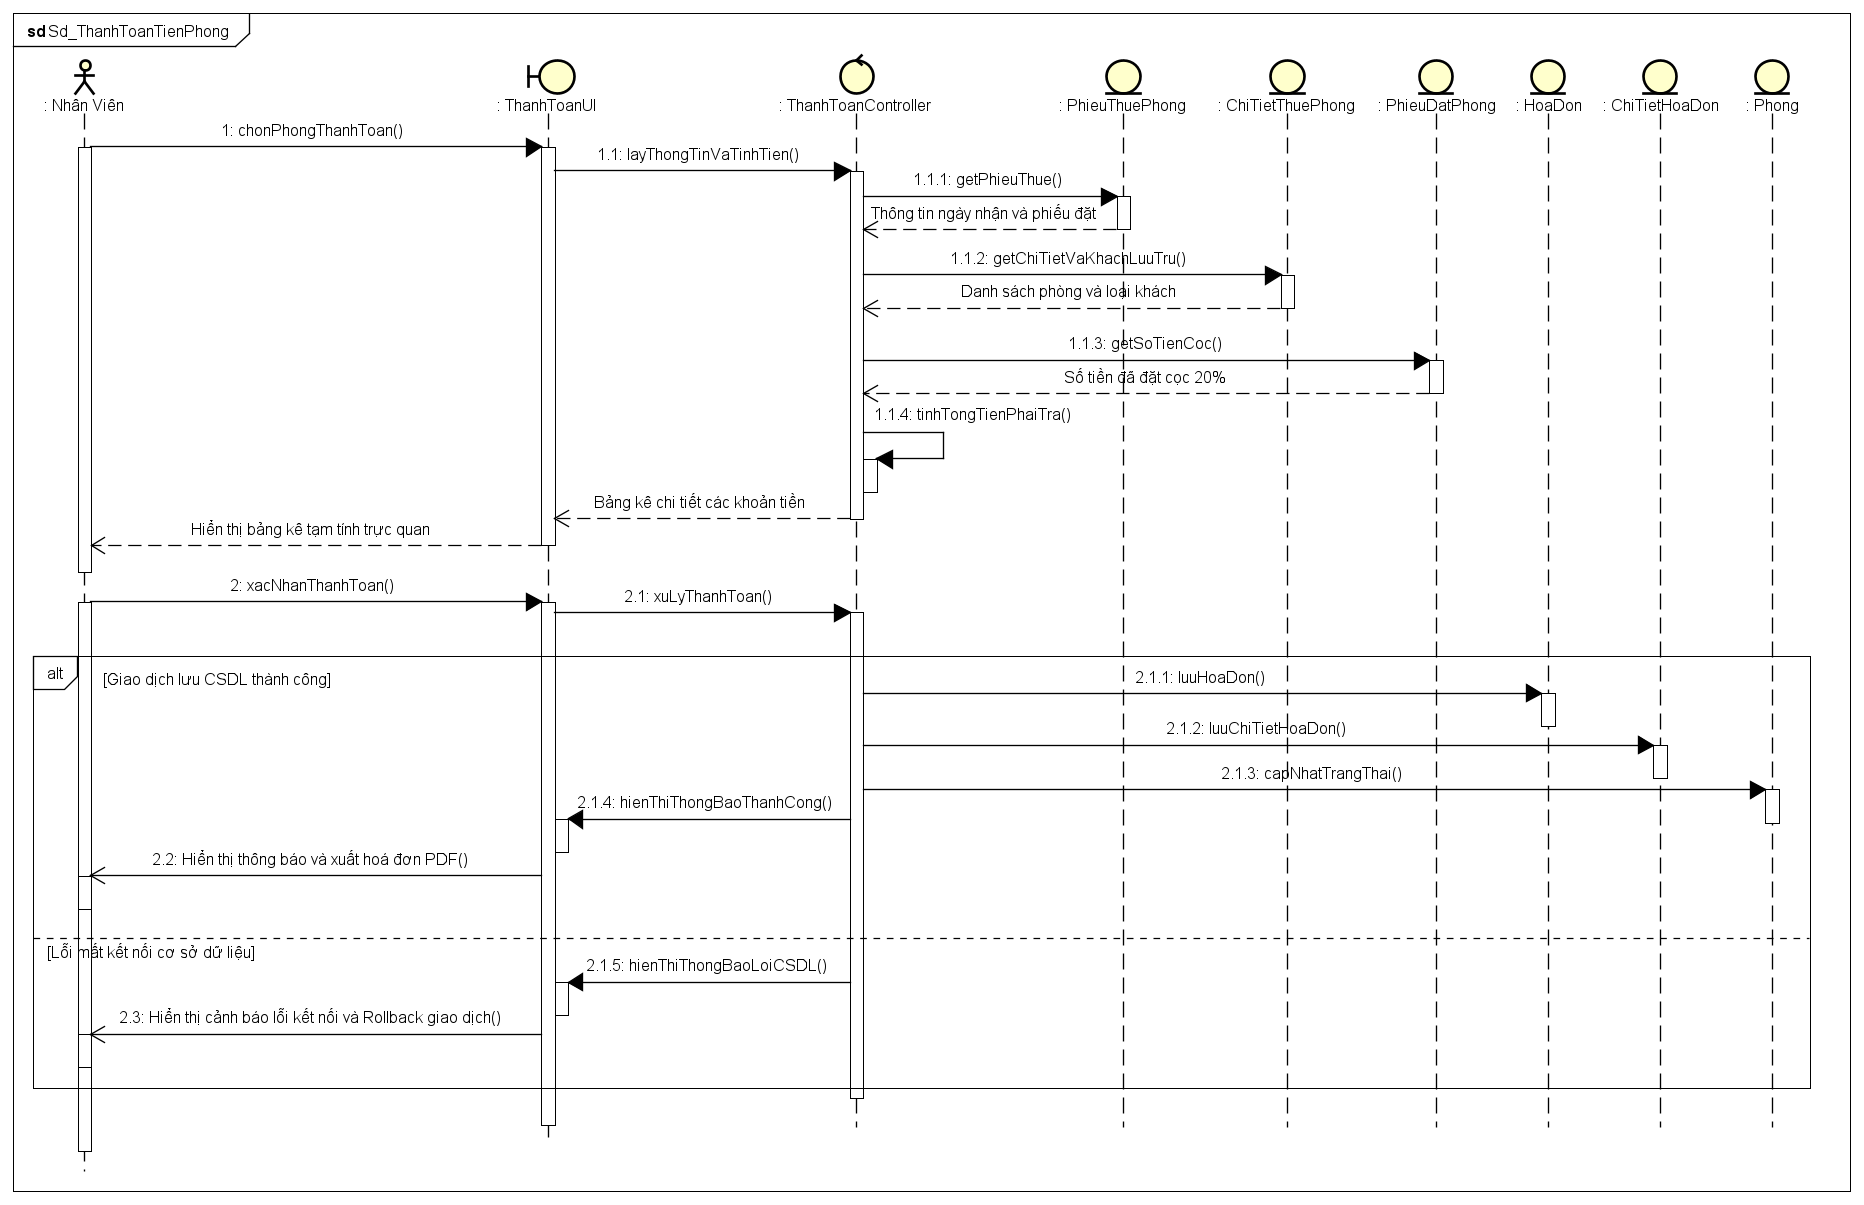 sd Sd_ThanhToanTienPhong
: Nhân Viên
: ThanhToanUI
: ThanhToanController
: PhieuThuePhong
: ChiTietThuePhong
: PhieuDatPhong
: HoaDon
: ChiTietHoaDon
: Phong
1: chonPhongThanhToan()
1.1: layThongTinVaTinhTien()
1.1.1: getPhieuThue()
Thông tin ngày nhận và phiếu đặt
1.1.2: getChiTietVaKhachLuuTru()
Danh sách phòng và loại khách
1.1.3: getSoTienCoc()
Số tiền đã đặt cọc 20%
1.1.4: tinhTongTienPhaiTra()
Bảng kê chi tiết các khoản tiền
Hiển thị bảng kê tạm tính trực quan
2: xacNhanThanhToan()
2.1: xuLyThanhToan()
alt
[Giao dịch lưu CSDL thành công]
2.1.1: luuHoaDon()
2.1.2: luuChiTietHoaDon()
2.1.3: capNhatTrangThai()
2.1.4: hienThiThongBaoThanhCong()
2.2: Hiển thị thông báo và xuất hoá đơn PDF()
[Lỗi mất kết nối cơ sở dữ liệu]
2.1.5: hienThiThongBaoLoiCSDL()
2.3: Hiển thị cảnh báo lỗi kết nối và Rollback giao dịch()